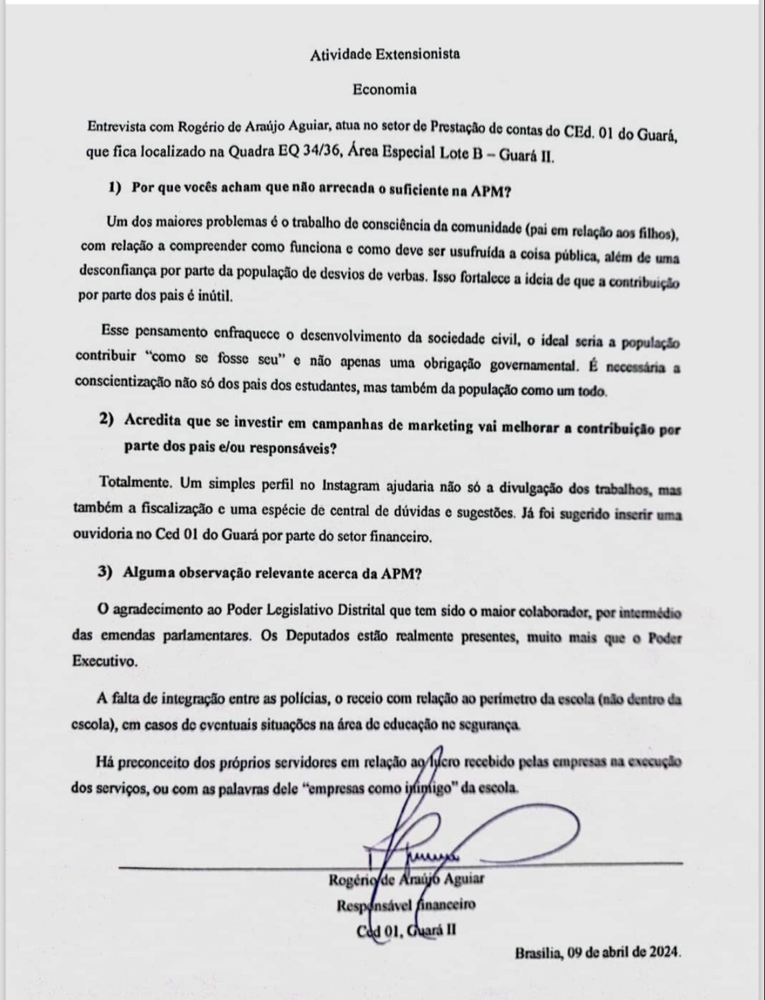 Atividade Extensionista
Economia
Entrevista com Rogério de Araújo Aguiar, atua no setor de Prestação de contas do CEd. 01 do Guará,
que fica localizado na Quadra EQ 34/36, Área Especial Lote B – Guará II.
1) Por que vocês acham que não arrecada o suficiente na APM?
Um dos maiores problemas é o trabalho de consciência da comunidade (pai em relação aos filhos),
com relação a compreender como funciona e como deve ser usufruída a coisa pública, além de uma
desconfiança por parte da população de desvios de verbas. Isso fortalece a ideia de que a contribuição
por parte dos pais é inútil.
Esse pensamento enfraquece o desenvolvimento da sociedade civil, o ideal seria a população
contribuir “como se fosse seu” e não apenas uma obrigação governamental. É necessária a
conscientização não só dos pais dos estudantes, mas também da população como um todo.
2) Acredita que se investir em campanhas de marketing vai melhorar a contribuição por
parte dos pais e/ou responsáveis?
Totalmente. Um simples perfil no Instagram ajudaria não só a divulgação dos trabalhos, mas
também a fiscalização e uma espécie de central de dúvidas e sugestões. Já foi sugerido inserir uma
ouvidoria no Ced 01 do Guará por parte do setor financeiro.
3) Alguma observação relevante acerca da APM?
O agradecimento ao Poder Legislativo Distrital que tem sido o maior colaborador, por intermédio
das emendas parlamentares. Os Deputados estão realmente presentes, muito mais que o Poder
Executivo.
A falta de integração entre as polícias, o receio com relação ao perímetro da escola (não dentro da
escola), em casos de eventuais situações na área de educação ne segurança.
Há preconceito dos próprios servidores em relação ao lucro recebido pelas empresas na execução
dos serviços, ou com as palavras dele “empresas como inimigo” da escola.
Rogério de Araújo Aguiar
Responsável financeiro
Ced 01, Guará II
Brasília, 09 de abril de 2024.